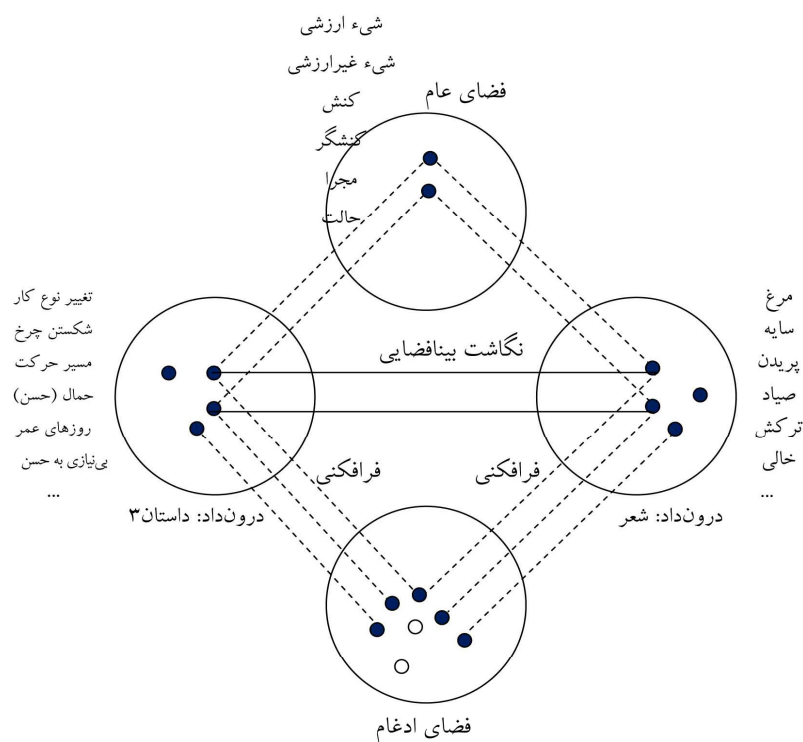 شیء ارزشی
شیء غیرارزشی
کنش
کنشگر
مجرا
حالت
فضای عام
مرغ
سایه
پریدن
صیاد
ترکش
خالی
...
تغییر نوع کار
شکستن چرخ
مسیر حرکت
حمال (حسن)
روزهای عمر
بی‌نیازی به حسن
...
نگاشت بینافضایی
فرافکنی
فرافکنی
درون‌داد: شعر
درون‌داد: داستان۳
فضای ادغام